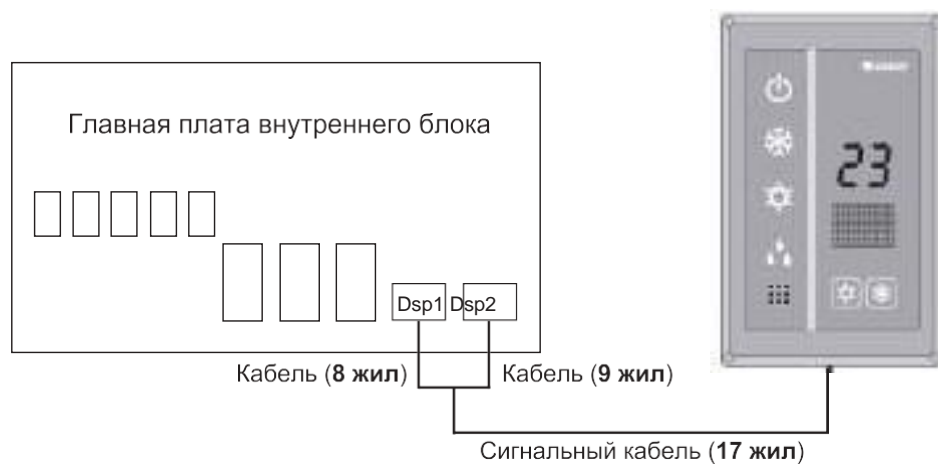 Главная плата внутреннего блока
23
Dsp1 Dsp2
Кабель (8 жил) Кабель (9 жил)
Сигнальный кабель (17 жил)